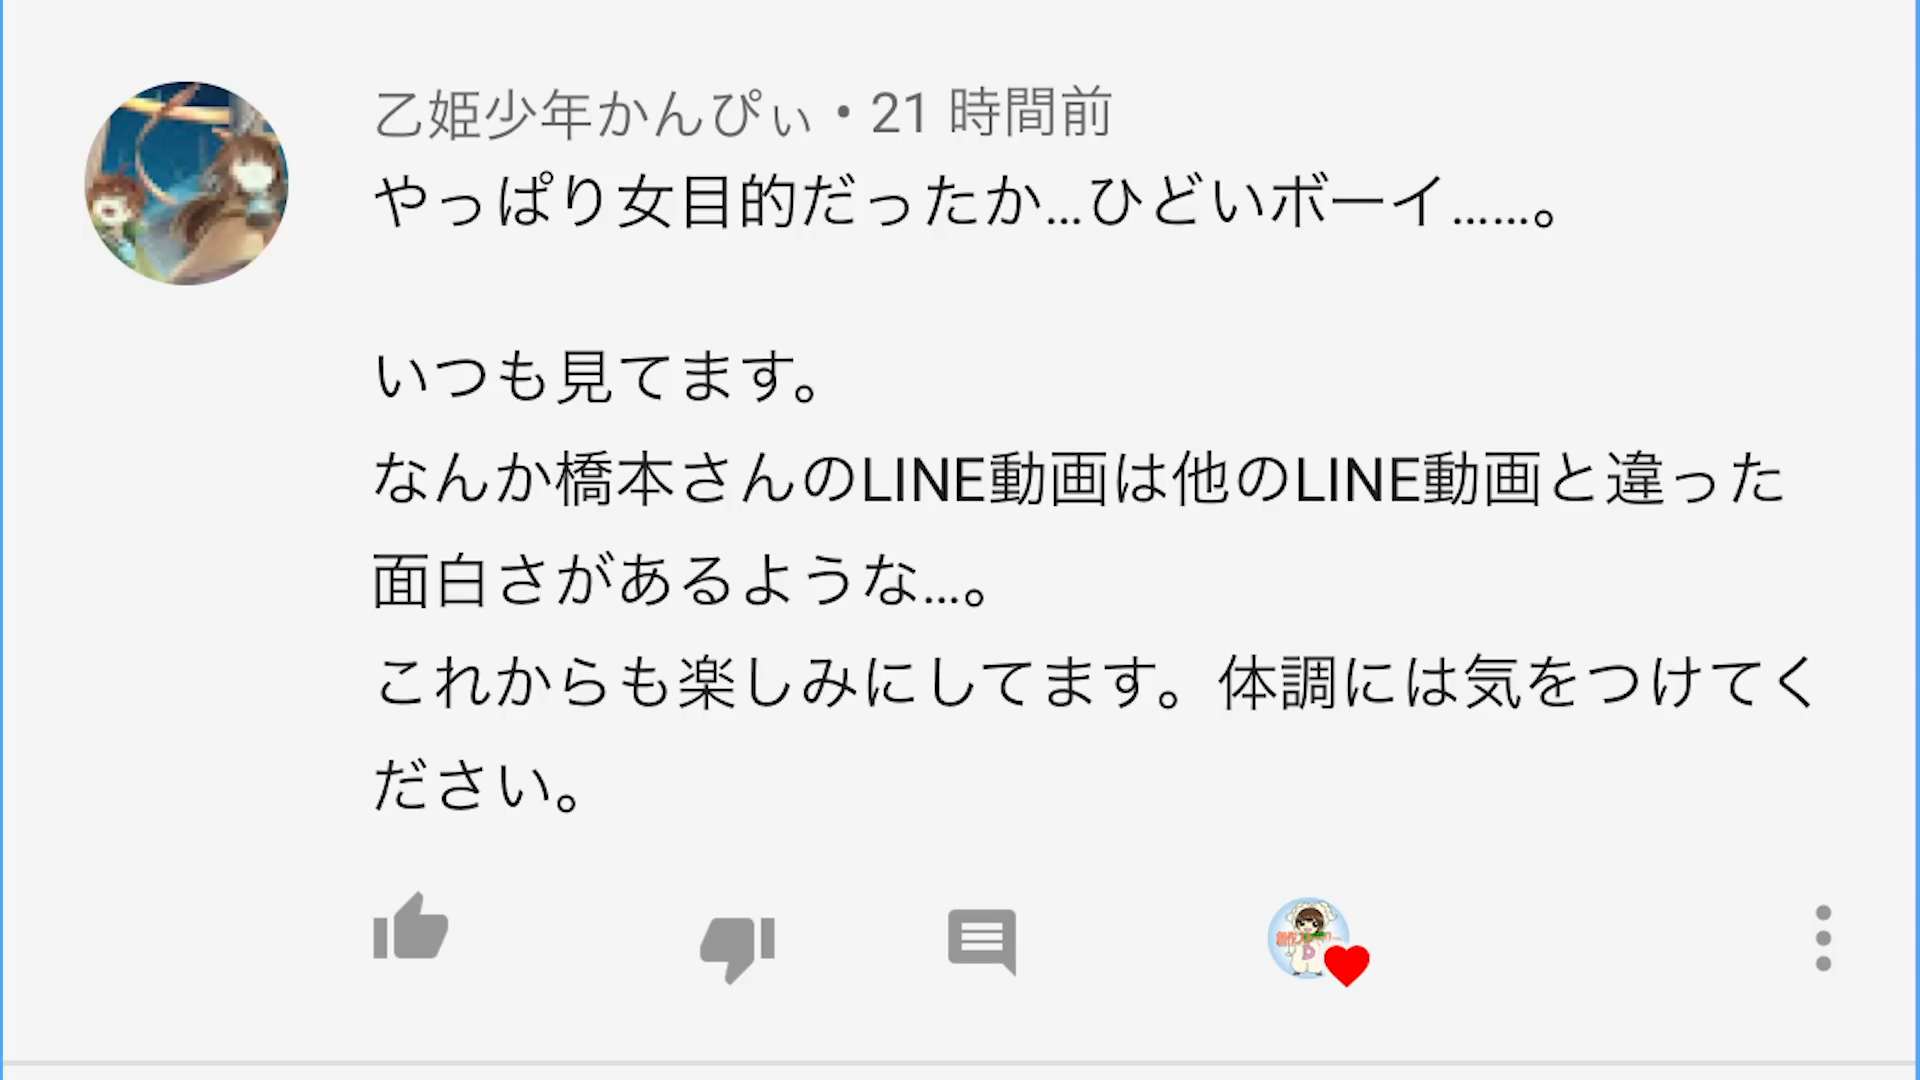 乙姫少年かんぴぃ • 21 時間前
やっぱり女目的だったか…ひどいボーイ……。
いつも見てます。
なんか橋本さんのLINE動画は他のLINE動画と違った
面白さがあるような…。
これからも楽しみにしてます。体調には気をつけてく
ださい。